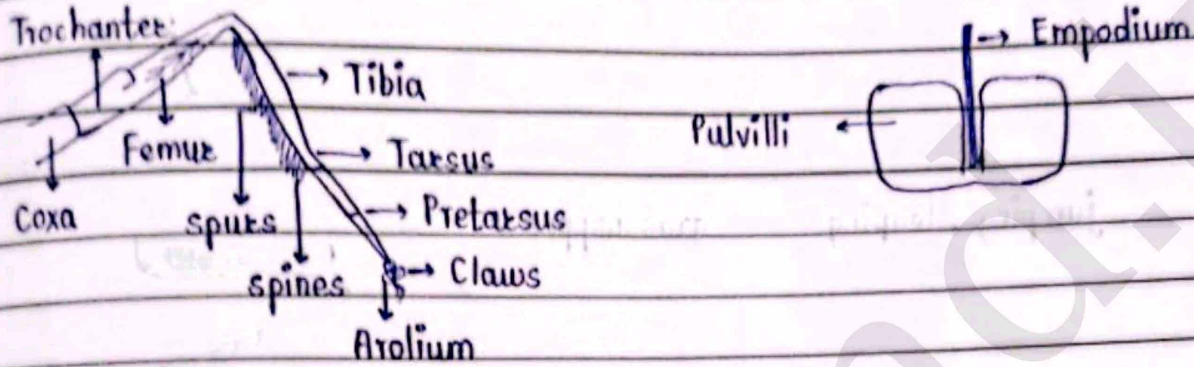 Trochanter
Empodium
Tibia
Pulvilli
Femur
Tarsus
Coxa
Spurs
Pretarsus
Spines
Claws
Arolium